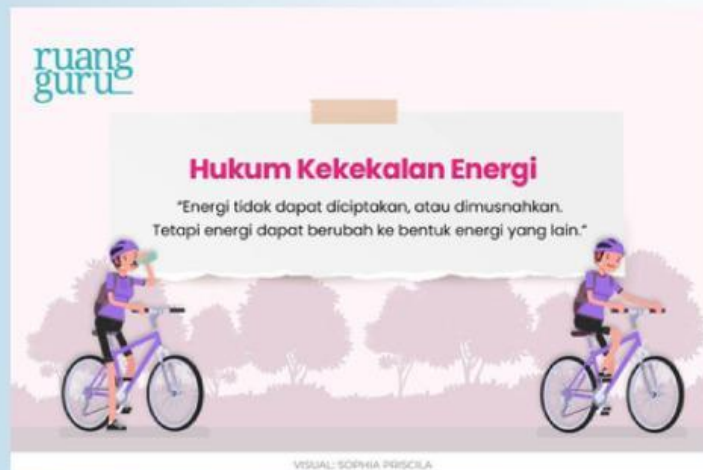 ruang
guru
Hukum Kekekalan Energi
"Energi tidak dapat diciptakan, atau dimusnahkan.
Tetapi energi dapat berubah ke bentuk energi yang lain."
VISUAL: SOPHIA PRISCILA